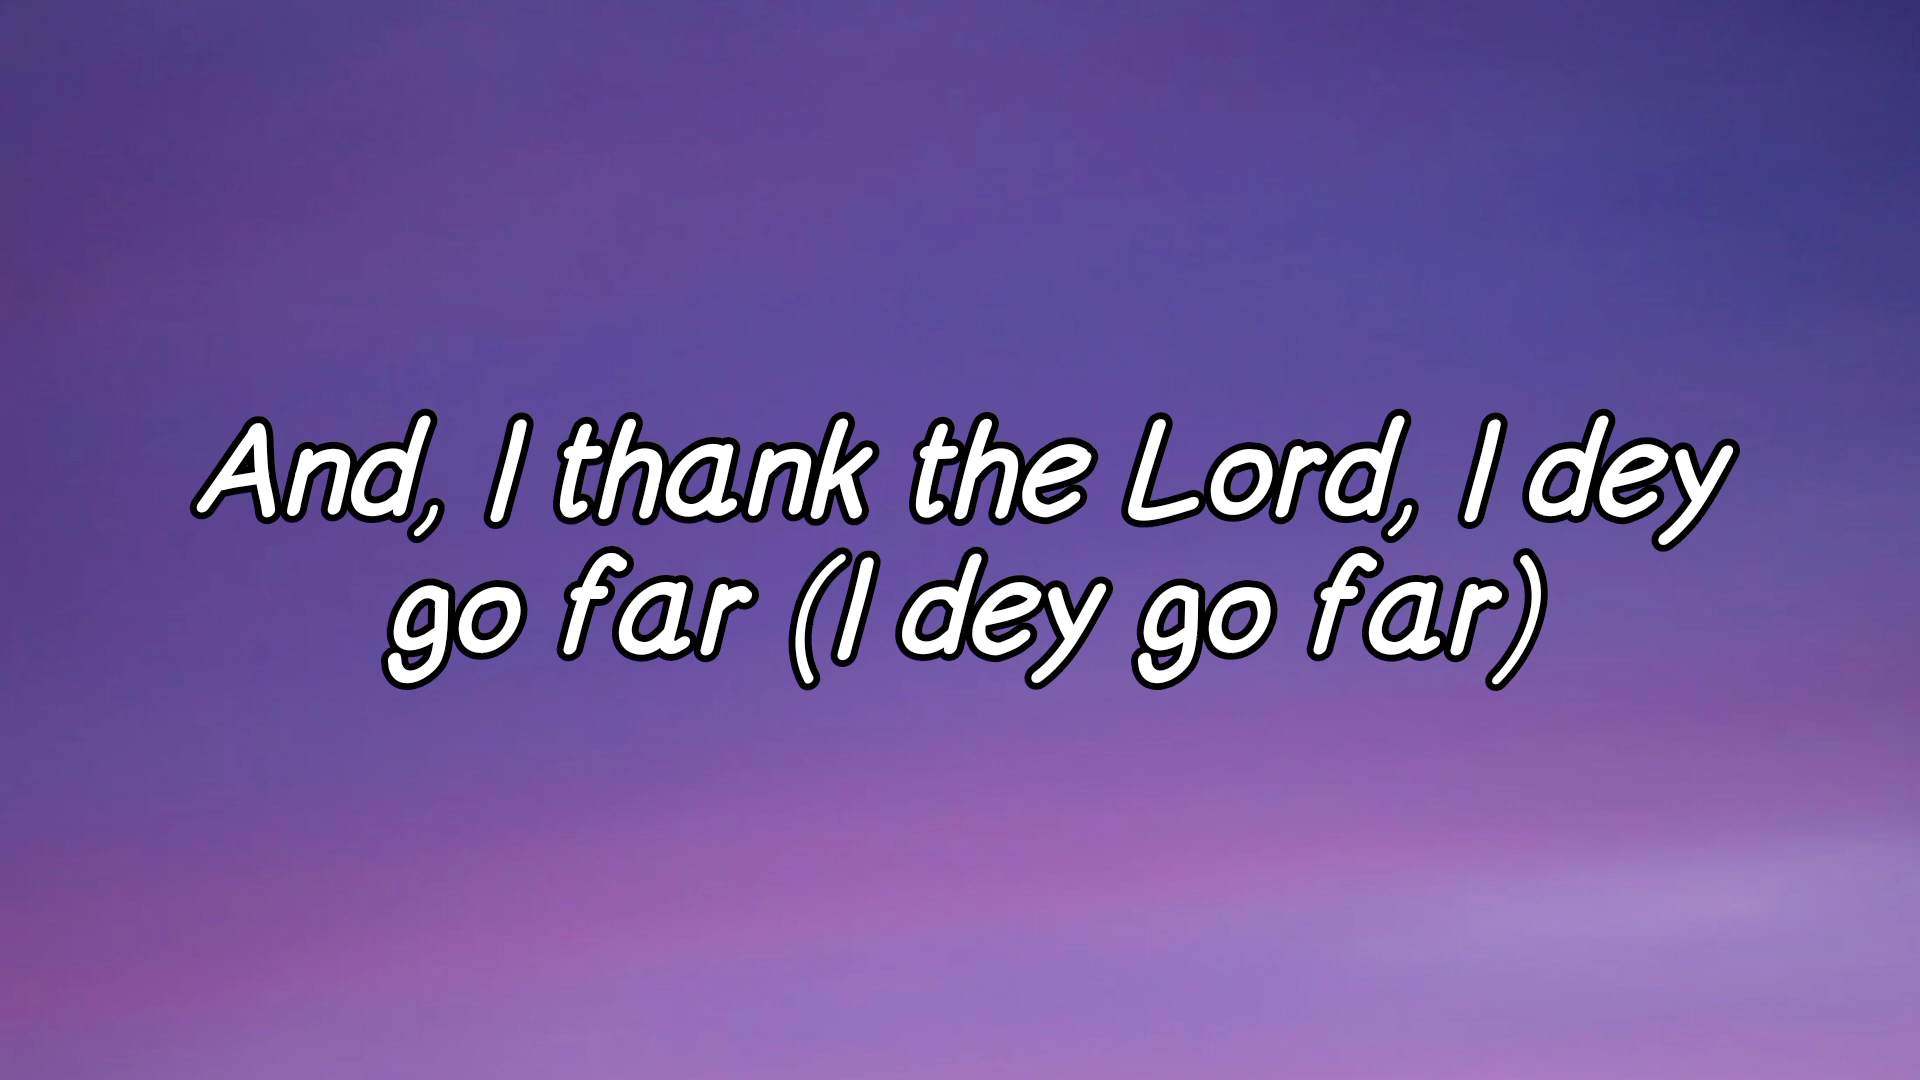 And, I thank the Lord, I dey
go far (I dey go far)